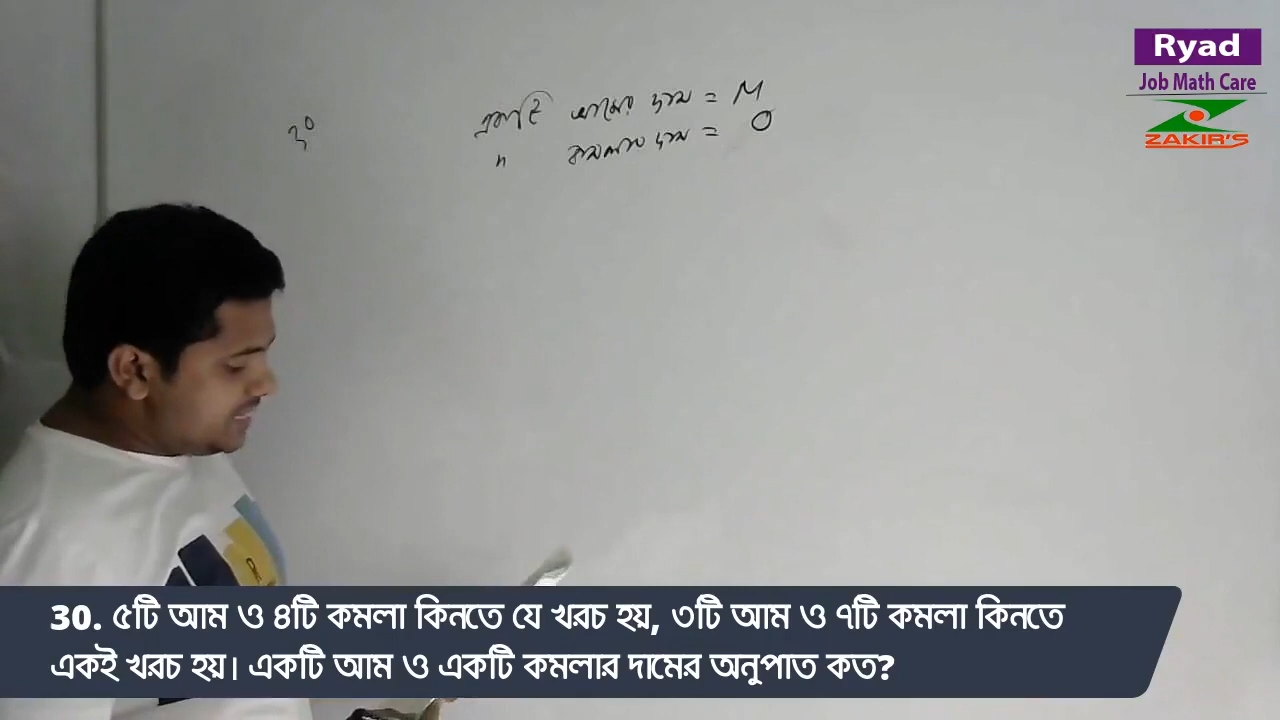 Ryad
Job Math Care
ZAKIR'S
৩০
একটি আমের দাম = M
" কমলার দাম = O
30. ৫টি আম ও ৪টি কমলা কিনতে যে খরচ হয়, ৩টি আম ও ৭টি কমলা কিনতে
একই খরচ হয়। একটি আম ও একটি কমলার দামের অনুপাত কত?